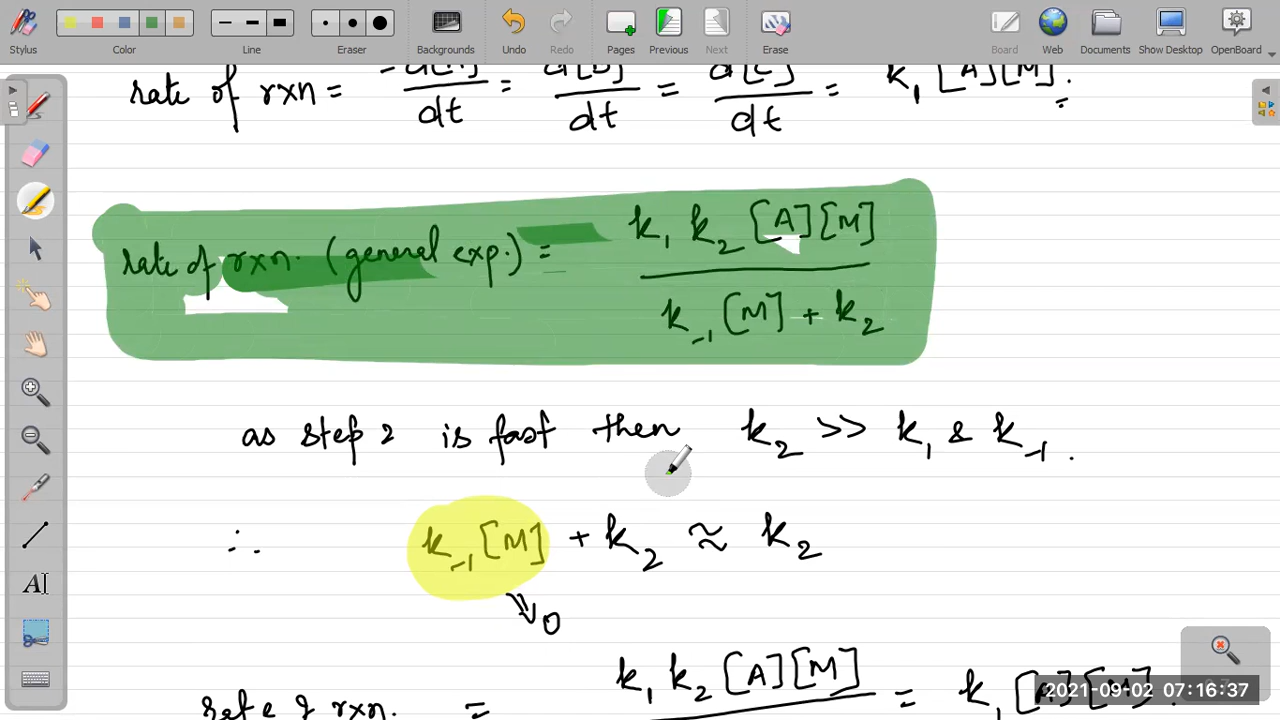 Stylus Color Line Eraser Backgrounds Undo Redo Pages Previous Next Erase Board Web Documents Show Desktop OpenBoard
rate of rxn = -d[A]/dt = d[B]/dt = d[C]/dt = k₁ [A][M].
rate of rxn. (general exp.) = k₁ k₂ [A][M] / k₋₁ [M] + k₂
as step 2 is fast then k₂ >> k₁ & k₋₁.
∴ k₋₁ [M] + k₂ ≈ k₂
0
rate of rxn. = k₁ k₂ [A][M] = k₁ [A][M].
2021-09-02 07:16:37